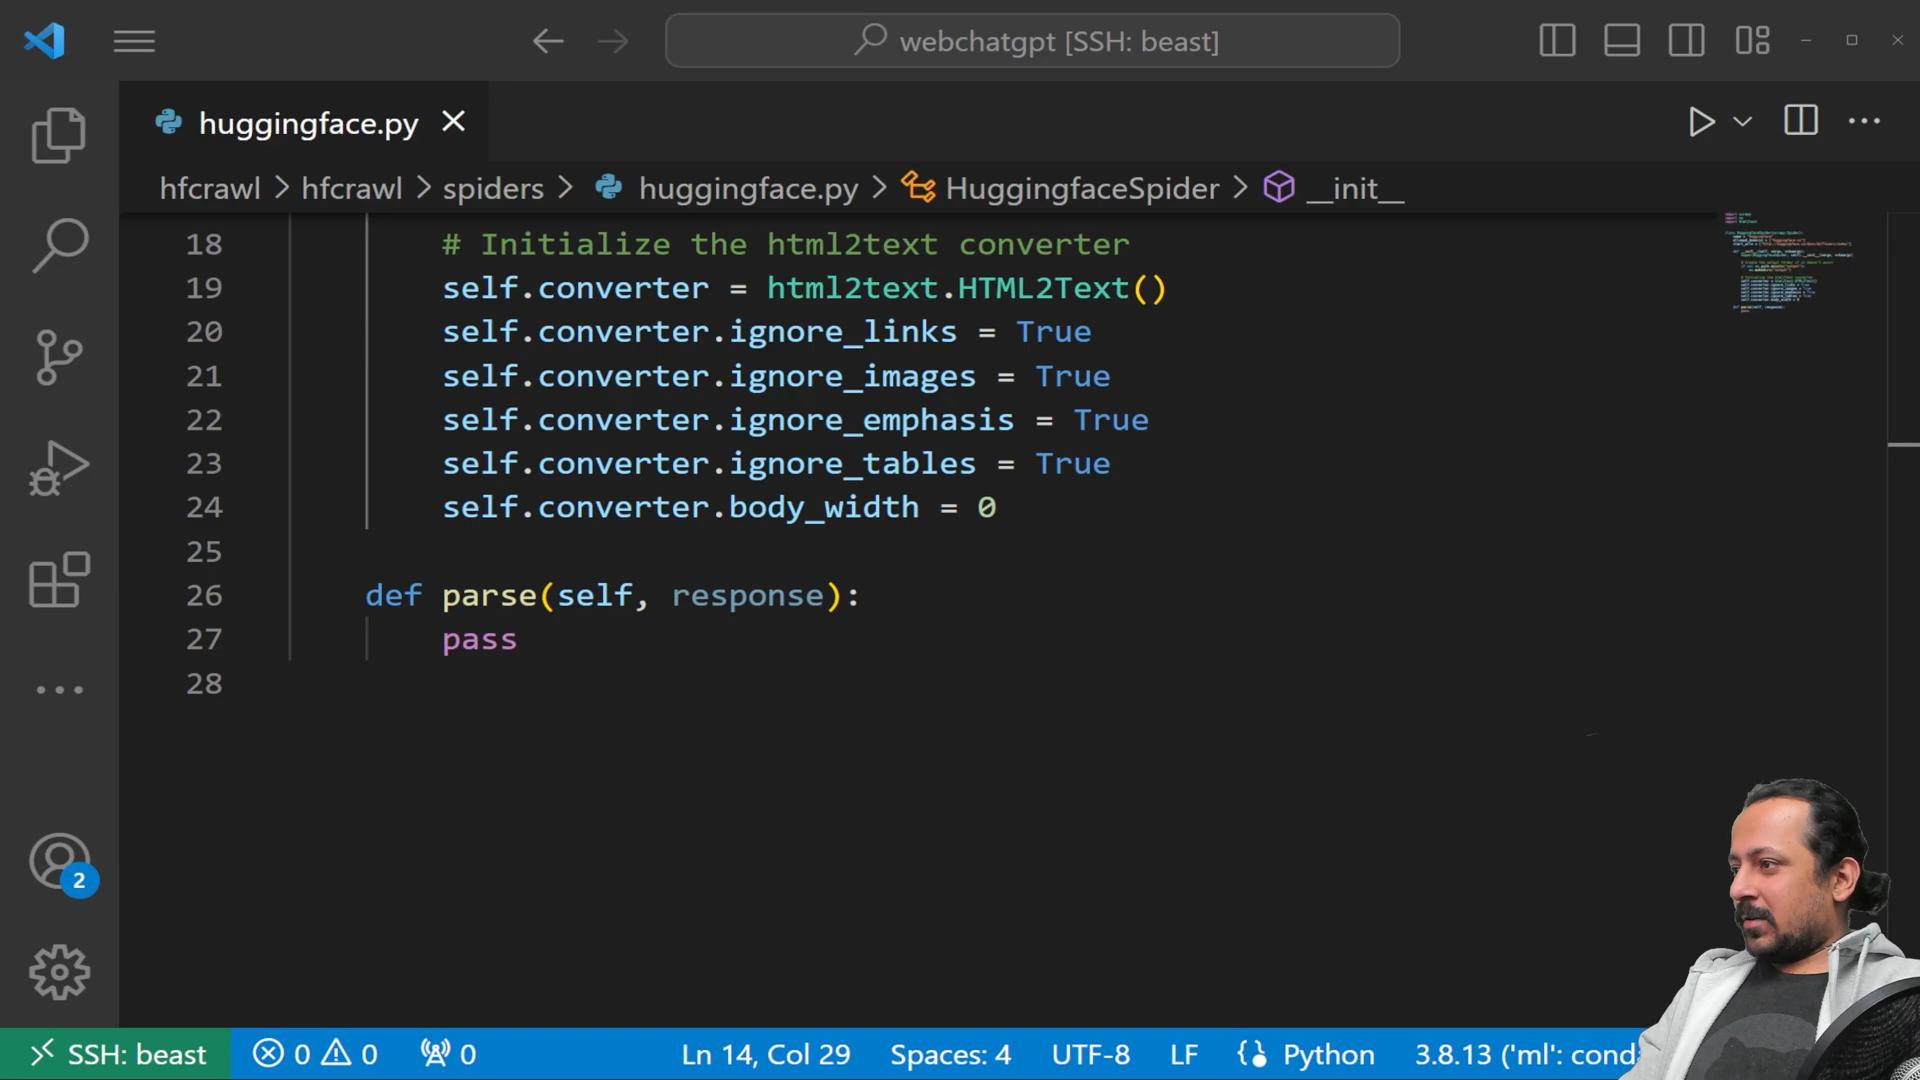 webchatgpt [SSH: beast]
huggingface.py
hfcrawl > hfcrawl > spiders > huggingface.py > HuggingfaceSpider > __init__
18 # Initialize the html2text converter
19 self.converter = html2text.HTML2Text()
20 self.converter.ignore_links = True
21 self.converter.ignore_images = True
22 self.converter.ignore_emphasis = True
23 self.converter.ignore_tables = True
24 self.converter.body_width = 0
25
26 def parse(self, response):
27 pass
28
2
SSH: beast 0 0 0 Ln 14, Col 29 Spaces: 4 UTF-8 LF Python 3.8.13 ('ml': cond